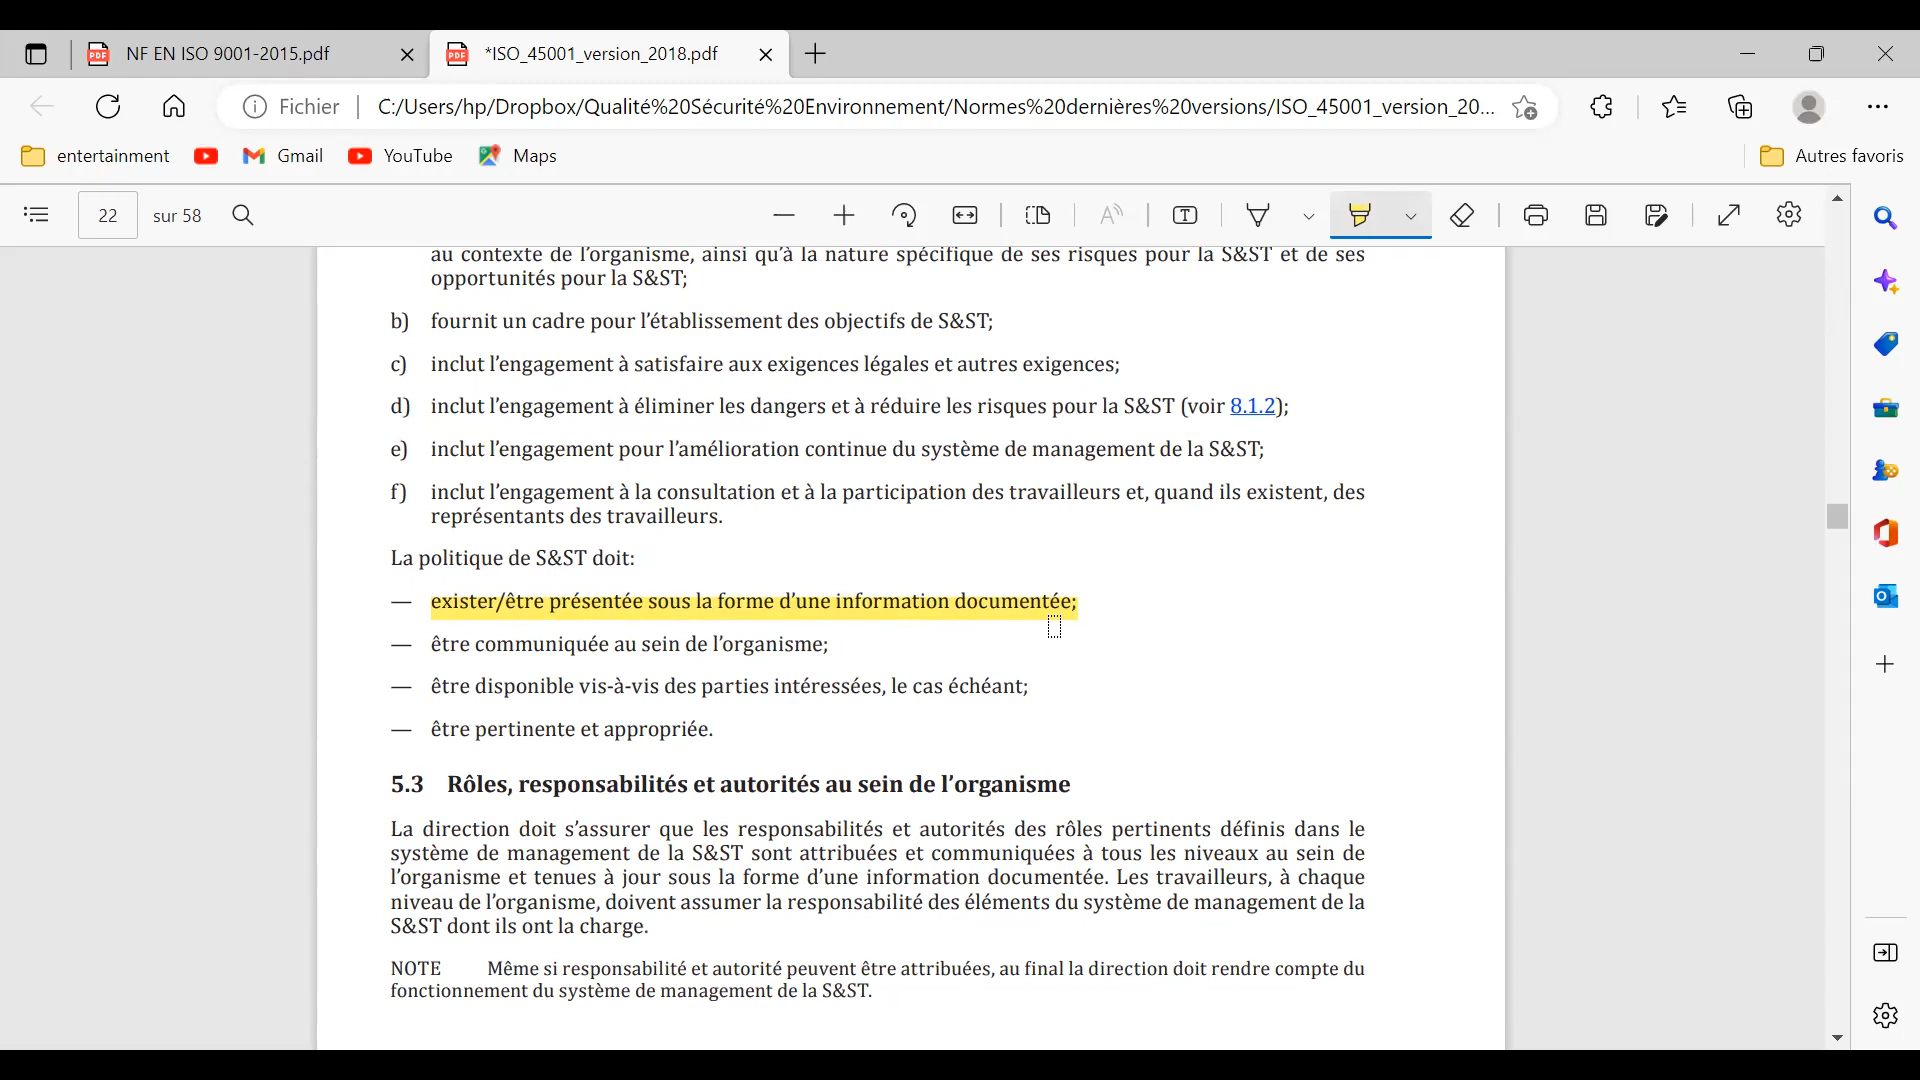 NF EN ISO 9001-2015.pdf
*ISO_45001_version_2018.pdf
Fichier
C:/Users/hp/Dropbox/Qualité%20Sécurité%20Environnement/Normes%20dernières%20versions/ISO_45001_version_20...
entertainment
Gmail
YouTube
Maps
Autres favoris
22
sur 58
au contexte de l’organisme, ainsi qu’à la nature spécifique de ses risques pour la S&ST et de ses
opportunités pour la S&ST;
b) fournit un cadre pour l’établissement des objectifs de S&ST;
c) inclut l’engagement à satisfaire aux exigences légales et autres exigences;
d) inclut l’engagement à éliminer les dangers et à réduire les risques pour la S&ST (voir 8.1.2);
e) inclut l’engagement pour l’amélioration continue du système de management de la S&ST;
f) inclut l’engagement à la consultation et à la participation des travailleurs et, quand ils existent, des
représentants des travailleurs.
La politique de S&ST doit:
— exister/être présentée sous la forme d’une information documentée;
— être communiquée au sein de l’organisme;
— être disponible vis-à-vis des parties intéressées, le cas échéant;
— être pertinente et appropriée.
5.3 Rôles, responsabilités et autorités au sein de l’organisme
La direction doit s’assurer que les responsabilités et autorités des rôles pertinents définis dans le
système de management de la S&ST sont attribuées et communiquées à tous les niveaux au sein de
l’organisme et tenues à jour sous la forme d’une information documentée. Les travailleurs, à chaque
niveau de l’organisme, doivent assumer la responsabilité des éléments du système de management de la
S&ST dont ils ont la charge.
NOTE Même si responsabilité et autorité peuvent être attribuées, au final la direction doit rendre compte du
fonctionnement du système de management de la S&ST.